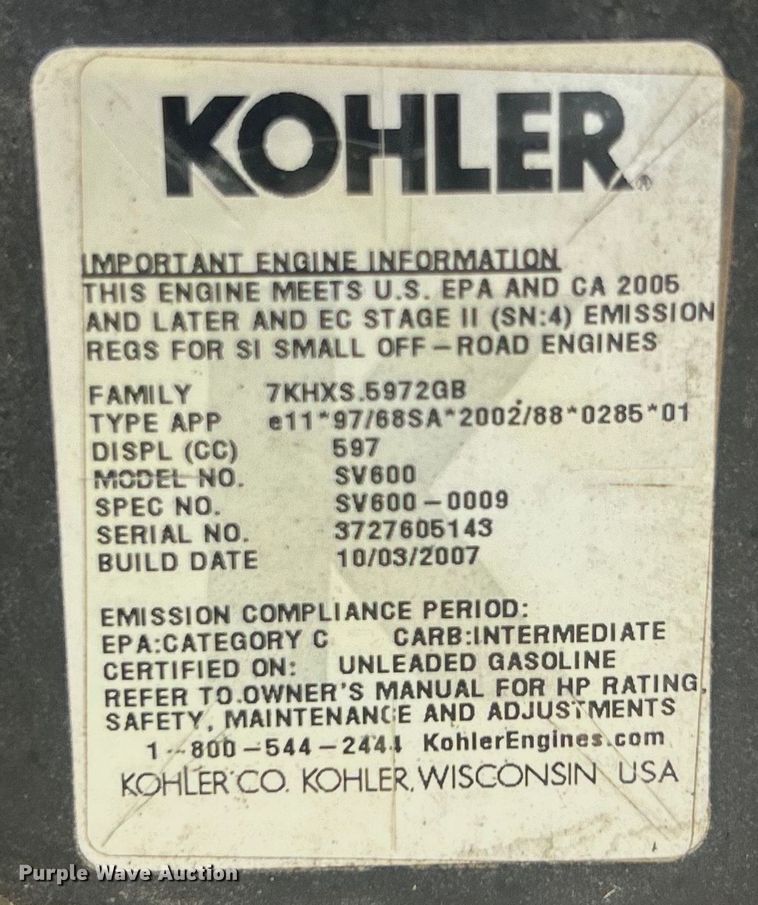 KOHLER®
IMPORTANT ENGINE INFORMATION
THIS ENGINE MEETS U.S. EPA AND CA 2005
AND LATER AND EC STAGE II (SN:4) EMISSION
REGS FOR SI SMALL OFF-ROAD ENGINES
FAMILY 7KHXS.5972GB
TYPE APP e11*97/68SA*2002/88*0285*01
DISPL (CC) 597
MODEL NO. SV600
SPEC NO. SV600-0009
SERIAL NO. 3727605143
BUILD DATE 10/03/2007
EMISSION COMPLIANCE PERIOD:
EPA:CATEGORY C CARB:INTERMEDIATE
CERTIFIED ON: UNLEADED GASOLINE
REFER TO OWNER'S MANUAL FOR HP RATING,
SAFETY, MAINTENANCE AND ADJUSTMENTS
1-800-544-2444 KohlerEngines.com
KOHLER CO. KOHLER, WISCONSIN USA
Purple Wave Auction